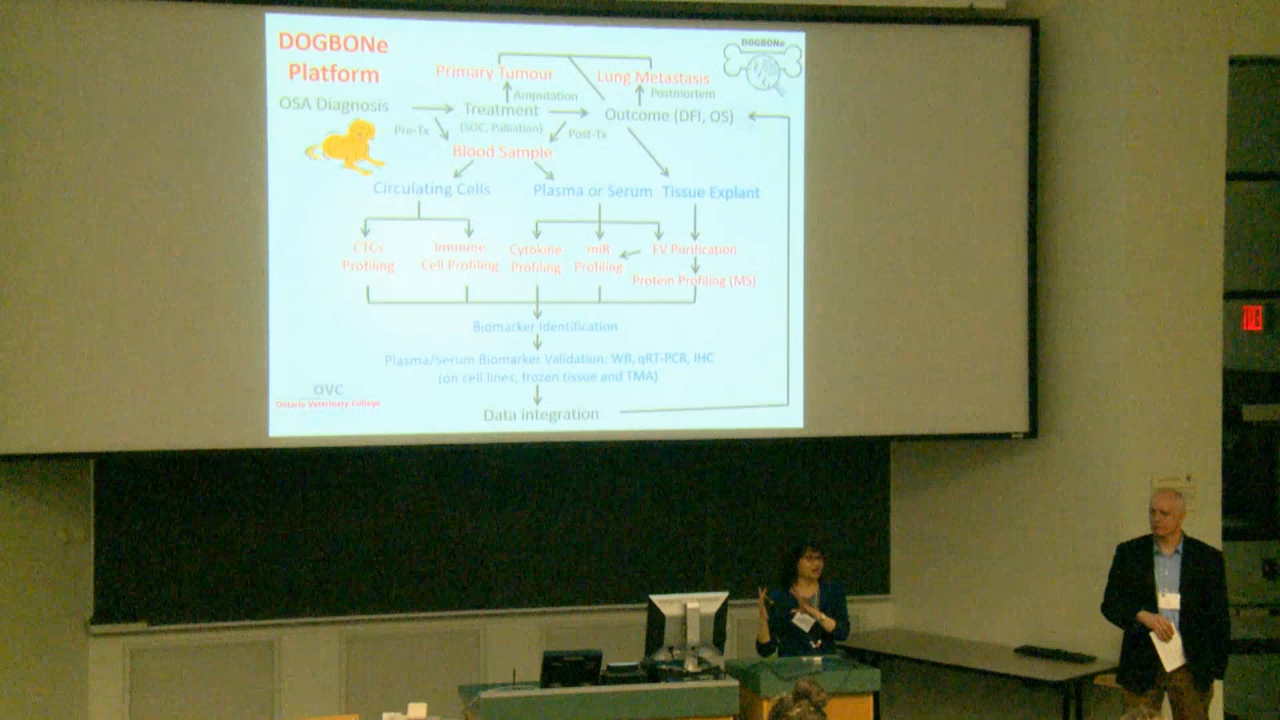 DOGBONe
Platform
DOGBONe
Primary Tumour
Lung Metastasis
Amputation
Postmortem
OSA Diagnosis
Treatment
Outcome (DFI, OS)
(SOC, Palliation)
Pre-Tx
Post-Tx
Blood Sample
Circulating Cells
Plasma or Serum
Tissue Explant
CTCs
Profiling
Immune
Cell Profiling
Cytokine
Profiling
miR
Profiling
EV Purification
Protein Profiling (MS)
Biomarker Identification
Plasma/Serum Biomarker Validation: WB, qRT-PCR, IHC
(on cell lines, frozen tissue and TMA)
Data integration
OVC
Ontario Veterinary College